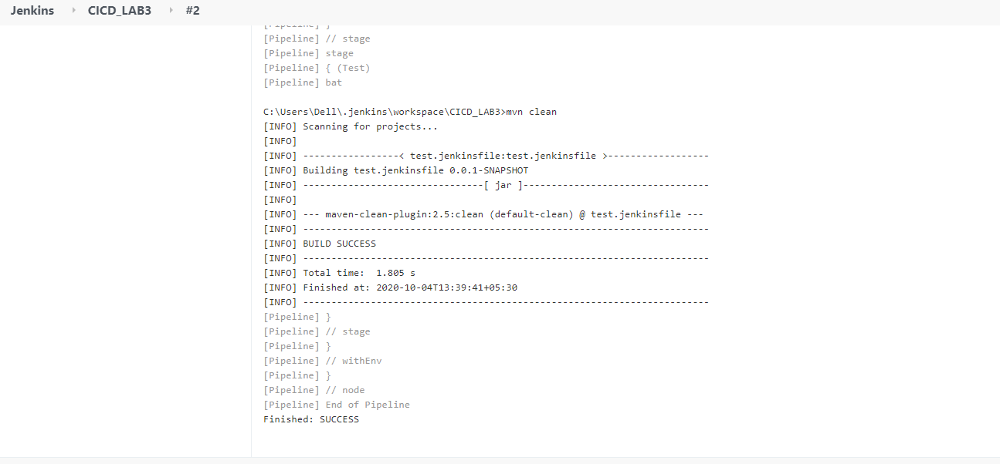 Jenkins CICD_LAB3 #2
[Pipeline] }
[Pipeline] // stage
[Pipeline] stage
[Pipeline] { (Test)
[Pipeline] bat
C:\Users\Dell\.jenkins\workspace\CICD_LAB3>mvn clean
[INFO] Scanning for projects...
[INFO]
[INFO] -----------------< test.jenkinsfile:test.jenkinsfile >------------------
[INFO] Building test.jenkinsfile 0.0.1-SNAPSHOT
[INFO] --------------------------------[ jar ]---------------------------------
[INFO]
[INFO] --- maven-clean-plugin:2.5:clean (default-clean) @ test.jenkinsfile ---
[INFO] ------------------------------------------------------------------------
[INFO] BUILD SUCCESS
[INFO] ------------------------------------------------------------------------
[INFO] Total time:  1.805 s
[INFO] Finished at: 2020-10-04T13:39:41+05:30
[INFO] ------------------------------------------------------------------------
[Pipeline] }
[Pipeline] // stage
[Pipeline] }
[Pipeline] // withEnv
[Pipeline] }
[Pipeline] // node
[Pipeline] End of Pipeline
Finished: SUCCESS